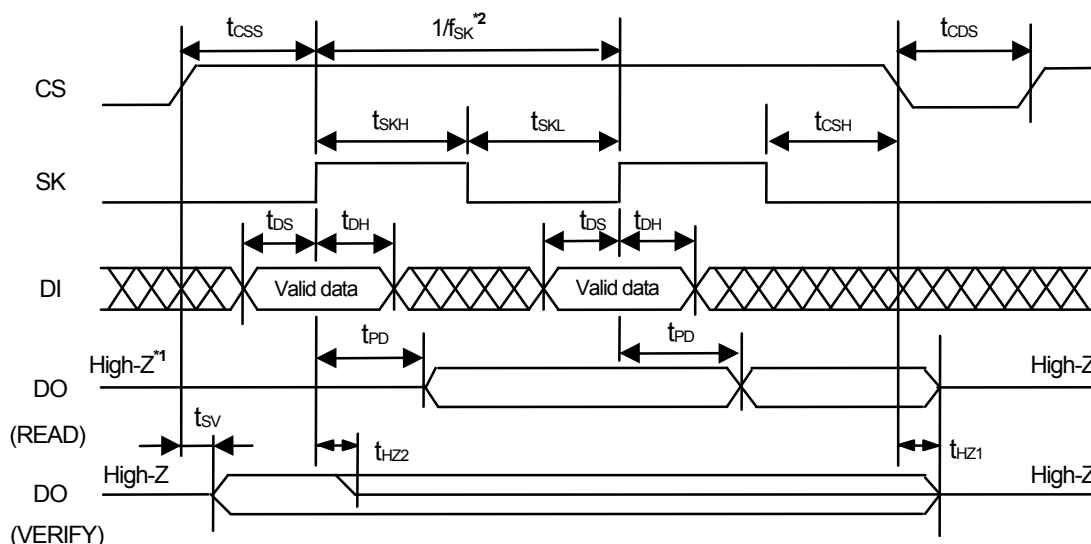 tCSS 1/fSK*2 tCDS
CS
tSKH tSKL tCSH
SK
tDS tDH tDS tDH
DI Valid data Valid data
tPD tPD
High-Z*1 High-Z
DO
(READ)
tSV tHZ2 tHZ1
High-Z High-Z
DO
(VERIFY)